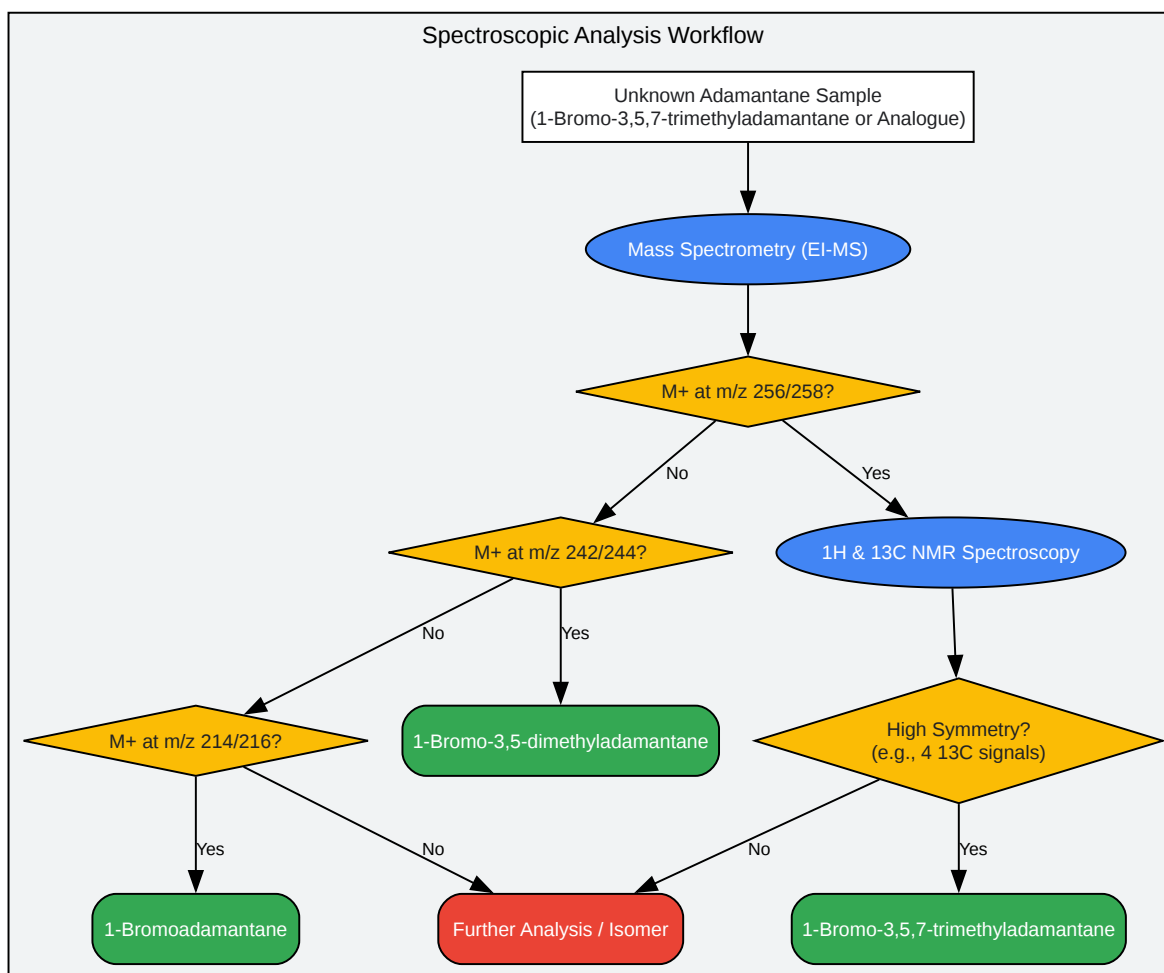 Spectroscopic Analysis Workflow
Unknown Adamantane Sample
(1-Bromo-3,5,7-trimethyladamantane or Analogue)
Mass Spectrometry (EI-MS)
M+ at m/z 256/258?
No
Yes
M+ at m/z 242/244?
1H & 13C NMR Spectroscopy
No
Yes
M+ at m/z 214/216?
1-Bromo-3,5-dimethyladamantane
High Symmetry?
(e.g., 4 13C signals)
Yes
No
No
Yes
1-Bromoadamantane
Further Analysis / Isomer
1-Bromo-3,5,7-trimethyladamantane